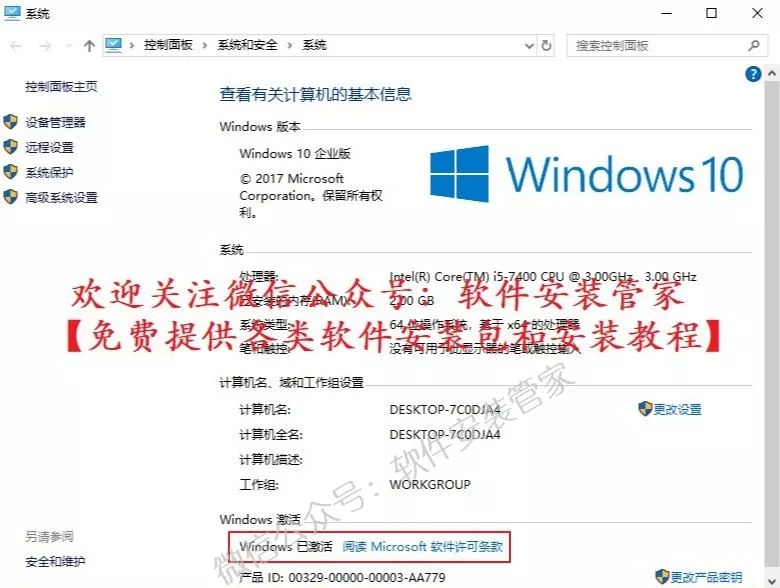 系统
控制面板 › 系统和安全 › 系统
搜索控制面板
控制面板主页
设备管理器
远程设置
系统保护
高级系统设置
查看有关计算机的基本信息
Windows 版本
Windows 10 企业版
© 2017 Microsoft
Corporation。保留所有权
利。
Windows 10
系统
处理器: Intel(R) Core(TM) i5-7400 CPU @ 3.00GHz 3.00 GHz
已安装的内存(RAM): 2.00 GB
系统类型: 64 位操作系统，基于 x64 的处理器
笔和触控: 没有可用于此显示器的笔或触控输入
欢迎关注微信公众号：软件安装管家
【免费提供各类软件安装包和安装教程】
计算机名、域和工作组设置
计算机名: DESKTOP-7C0DJA4
更改设置
计算机全名: DESKTOP-7C0DJA4
计算机描述:
工作组: WORKGROUP
微信公众号：软件安装管家
Windows 激活
Windows 已激活 阅读 Microsoft 软件许可条款
产品 ID: 00329-00000-00003-AA779
更改产品密钥
另请参阅
安全和维护